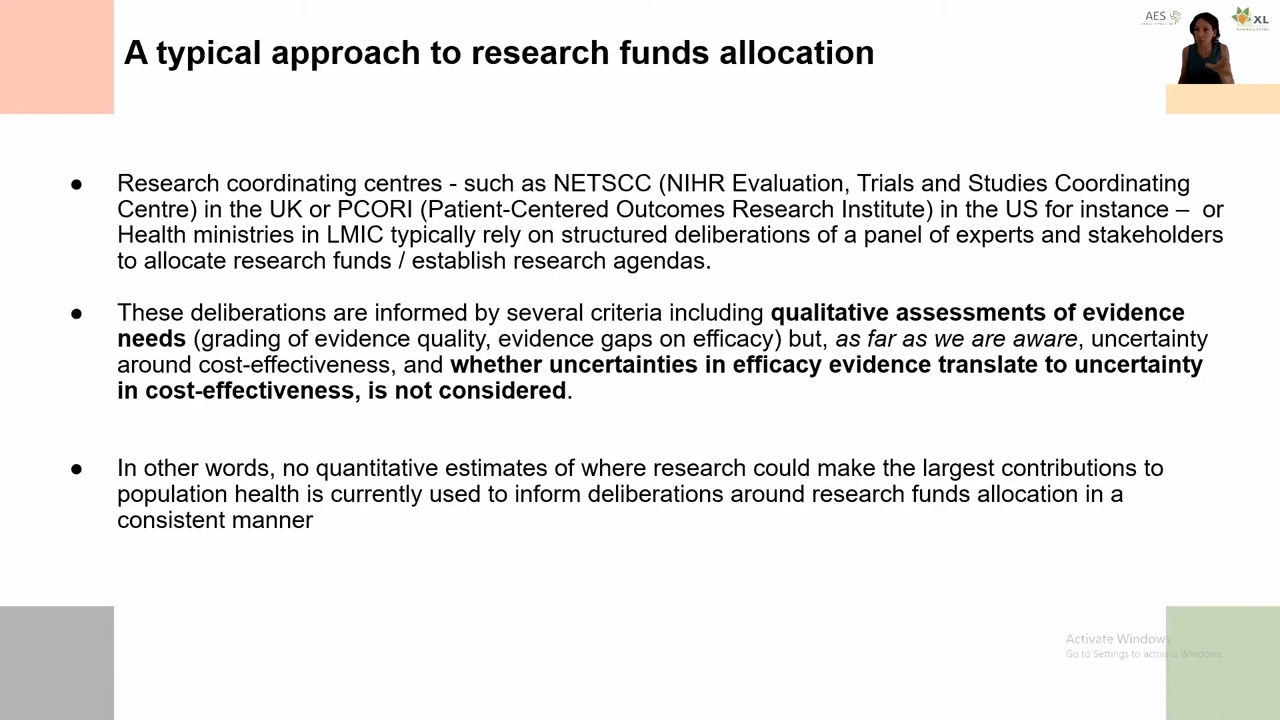 AES
XL
A typical approach to research funds allocation
● Research coordinating centres - such as NETSCC (NIHR Evaluation, Trials and Studies Coordinating
Centre) in the UK or PCORI (Patient-Centered Outcomes Research Institute) in the US for instance – or
Health ministries in LMIC typically rely on structured deliberations of a panel of experts and stakeholders
to allocate research funds / establish research agendas.
● These deliberations are informed by several criteria including qualitative assessments of evidence
needs (grading of evidence quality, evidence gaps on efficacy) but, as far as we are aware, uncertainty
around cost-effectiveness, and whether uncertainties in efficacy evidence translate to uncertainty
in cost-effectiveness, is not considered.
● In other words, no quantitative estimates of where research could make the largest contributions to
population health is currently used to inform deliberations around research funds allocation in a
consistent manner
Activate Windows
Go to Settings to activate Windows.